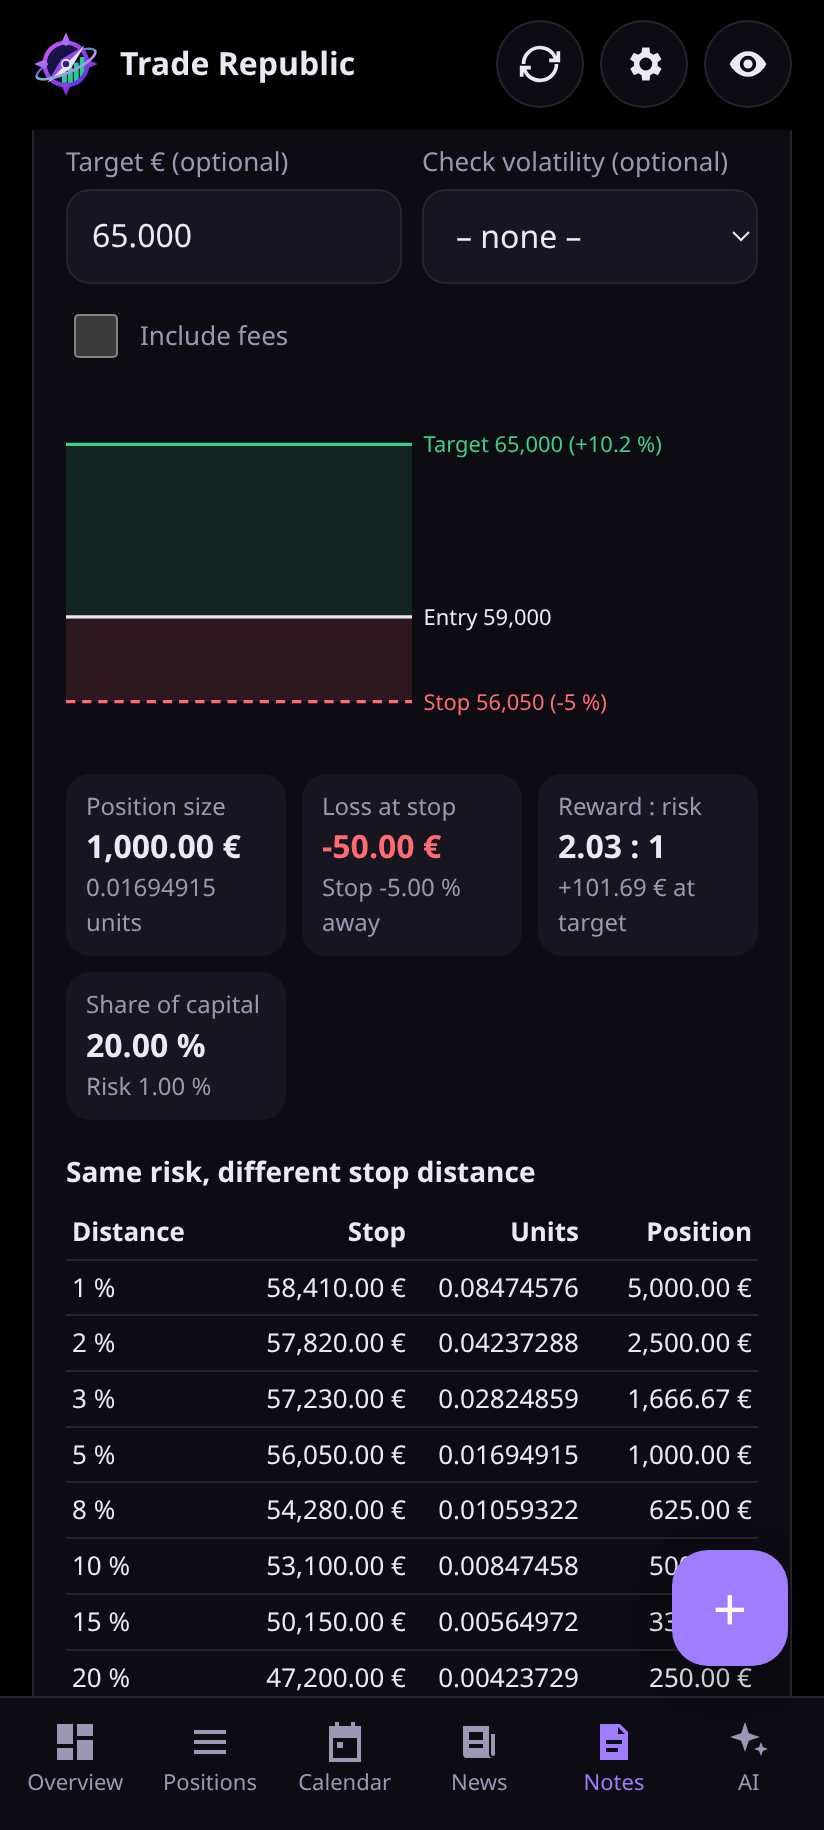 Trade Republic
Target € (optional)
Check volatility (optional)
65.000
– none –
Include fees
Target 65,000 (+10.2 %)
Entry 59,000
Stop 56,050 (-5 %)
Position size
1,000.00 €
0.01694915
units
Loss at stop
-50.00 €
Stop -5.00 %
away
Reward : risk
2.03 : 1
+101.69 € at
target
Share of capital
20.00 %
Risk 1.00 %
Same risk, different stop distance
Distance Stop Units Position
1 % 58,410.00 € 0.08474576 5,000.00 €
2 % 57,820.00 € 0.04237288 2,500.00 €
3 % 57,230.00 € 0.02824859 1,666.67 €
5 % 56,050.00 € 0.01694915 1,000.00 €
8 % 54,280.00 € 0.01059322 625.00 €
10 % 53,100.00 € 0.00847458
15 % 50,150.00 € 0.00564972
20 % 47,200.00 € 0.00423729 250.00 €
+
Overview
Positions
Calendar
News
Notes
AI